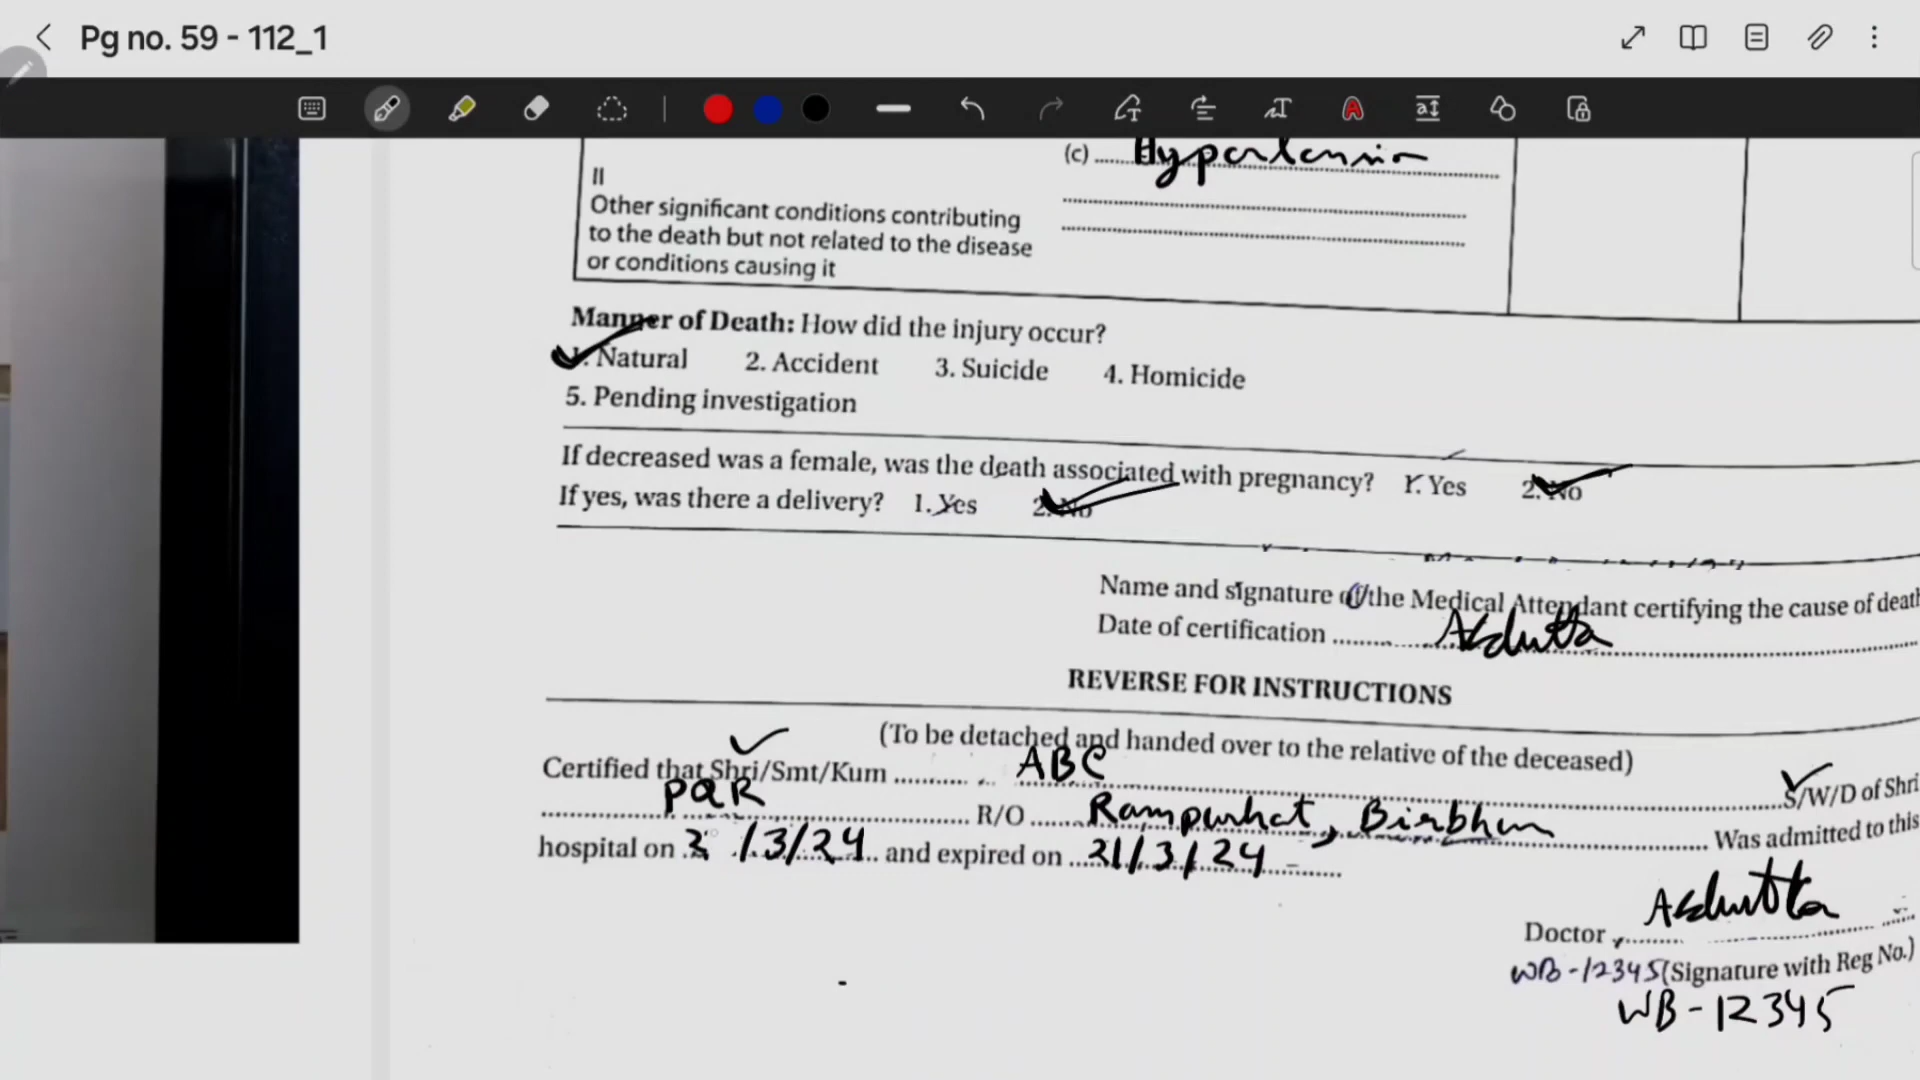 Pg no. 59 - 112_1
(c) Hypertension
II
Other significant conditions contributing
to the death but not related to the disease
or conditions causing it
Manner of Death: How did the injury occur?
1. Natural 2. Accident 3. Suicide 4. Homicide
5. Pending investigation
If decreased was a female, was the death associated with pregnancy? 1. Yes 2. No
If yes, was there a delivery? 1. Yes 2. No
Name and signature of the Medical Attendant certifying the cause of death
Date of certification
REVERSE FOR INSTRUCTIONS
(To be detached and handed over to the relative of the deceased)
Certified that Shri/Smt/Kum ABC S/W/D of Shri
PQR R/O Rampurhat, Birbhum Was admitted to this
hospital on /3/24 and expired on 21/3/24
Doctor
WB-12345 (Signature with Reg No.)
WB-12345